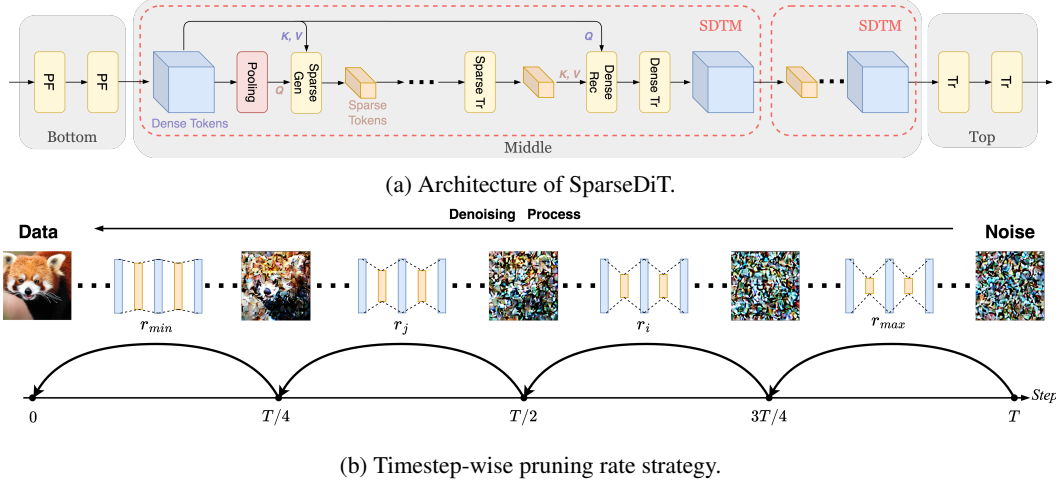 SDTM
SDTM
K, V
Q
PF
PF
Pooling
Q
Sparse
Gen
Sparse Tr
K, V
Dense
Rec
Dense Tr
Tr
Tr
Dense Tokens
Sparse
Tokens
Bottom
Middle
Top
(a) Architecture of SparseDiT.
Denoising Process
Data
Noise
r_min
r_j
r_i
r_max
Step
0
T/4
T/2
3T/4
T
(b) Timestep-wise pruning rate strategy.